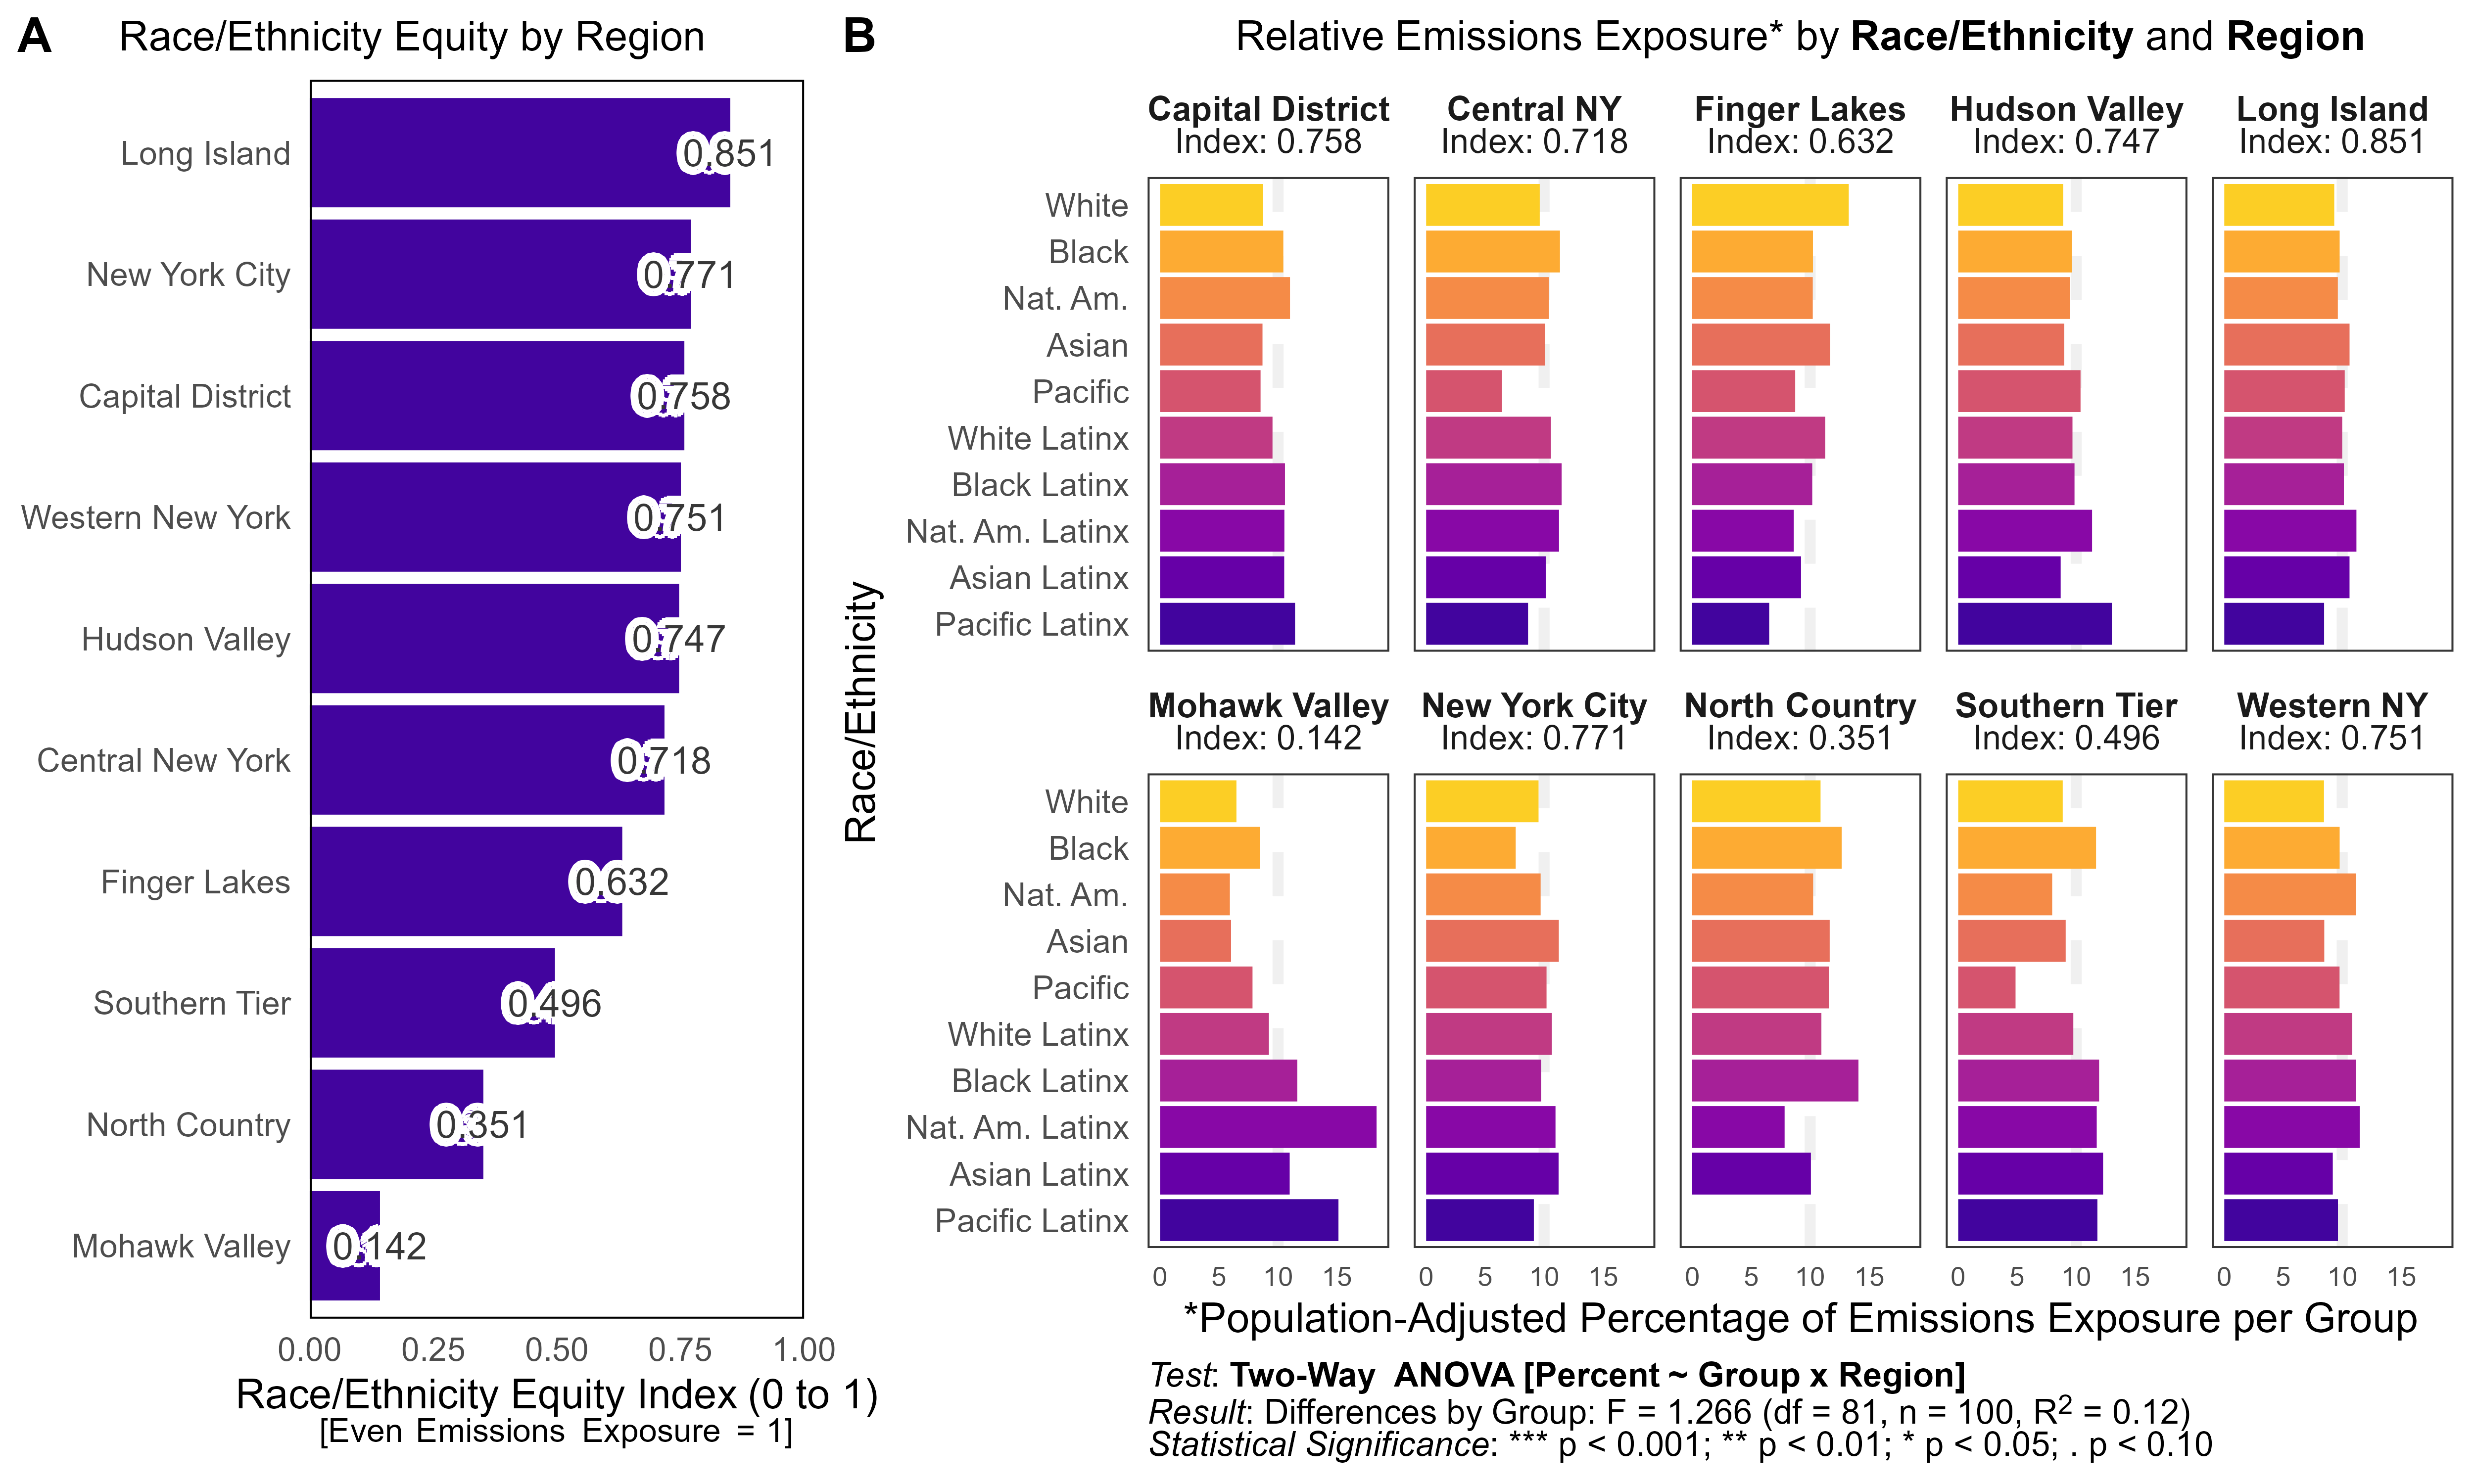 A
Race/Ethnicity Equity by Region
Long Island
0.851
New York City
0.771
Capital District
0.758
Western New York
0.751
Hudson Valley
0.747
Central New York
0.718
Finger Lakes
0.632
Southern Tier
0.496
North Country
0.351
Mohawk Valley
0.142
0.00 0.25 0.50 0.75 1.00
Race/Ethnicity Equity Index (0 to 1)
[Even Emissions Exposure = 1]
B
Relative Emissions Exposure* by Race/Ethnicity and Region
Race/Ethnicity
Capital District Central NY Finger Lakes Hudson Valley Long Island
Index: 0.758 Index: 0.718 Index: 0.632 Index: 0.747 Index: 0.851
White
Black
Nat. Am.
Asian
Pacific
White Latinx
Black Latinx
Nat. Am. Latinx
Asian Latinx
Pacific Latinx
Mohawk Valley New York City North Country Southern Tier Western NY
Index: 0.142 Index: 0.771 Index: 0.351 Index: 0.496 Index: 0.751
White
Black
Nat. Am.
Asian
Pacific
White Latinx
Black Latinx
Nat. Am. Latinx
Asian Latinx
Pacific Latinx
0 5 10 15 0 5 10 15 0 5 10 15 0 5 10 15 0 5 10 15
*Population-Adjusted Percentage of Emissions Exposure per Group
Test: Two-Way ANOVA [Percent ~ Group x Region]
Result: Differences by Group: F = 1.266 (df = 81, n = 100, R² = 0.12)
Statistical Significance: *** p < 0.001; ** p < 0.01; * p < 0.05; . p < 0.10